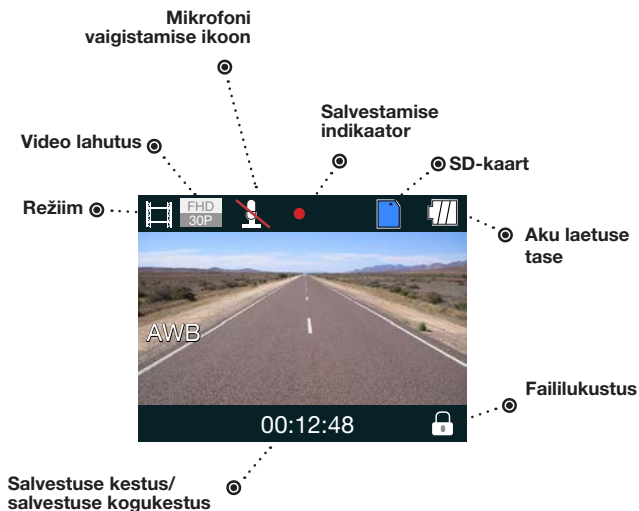 Mikrofoni
vaigistamise ikoon
Salvestamise
indikaator
Video lahutus
SD-kaart
Režiim
FHD
30P
Aku laetuse
tase
AWB
Faililukustus
00:12:48
Salvestuse kestus/
salvestuse kogukestus